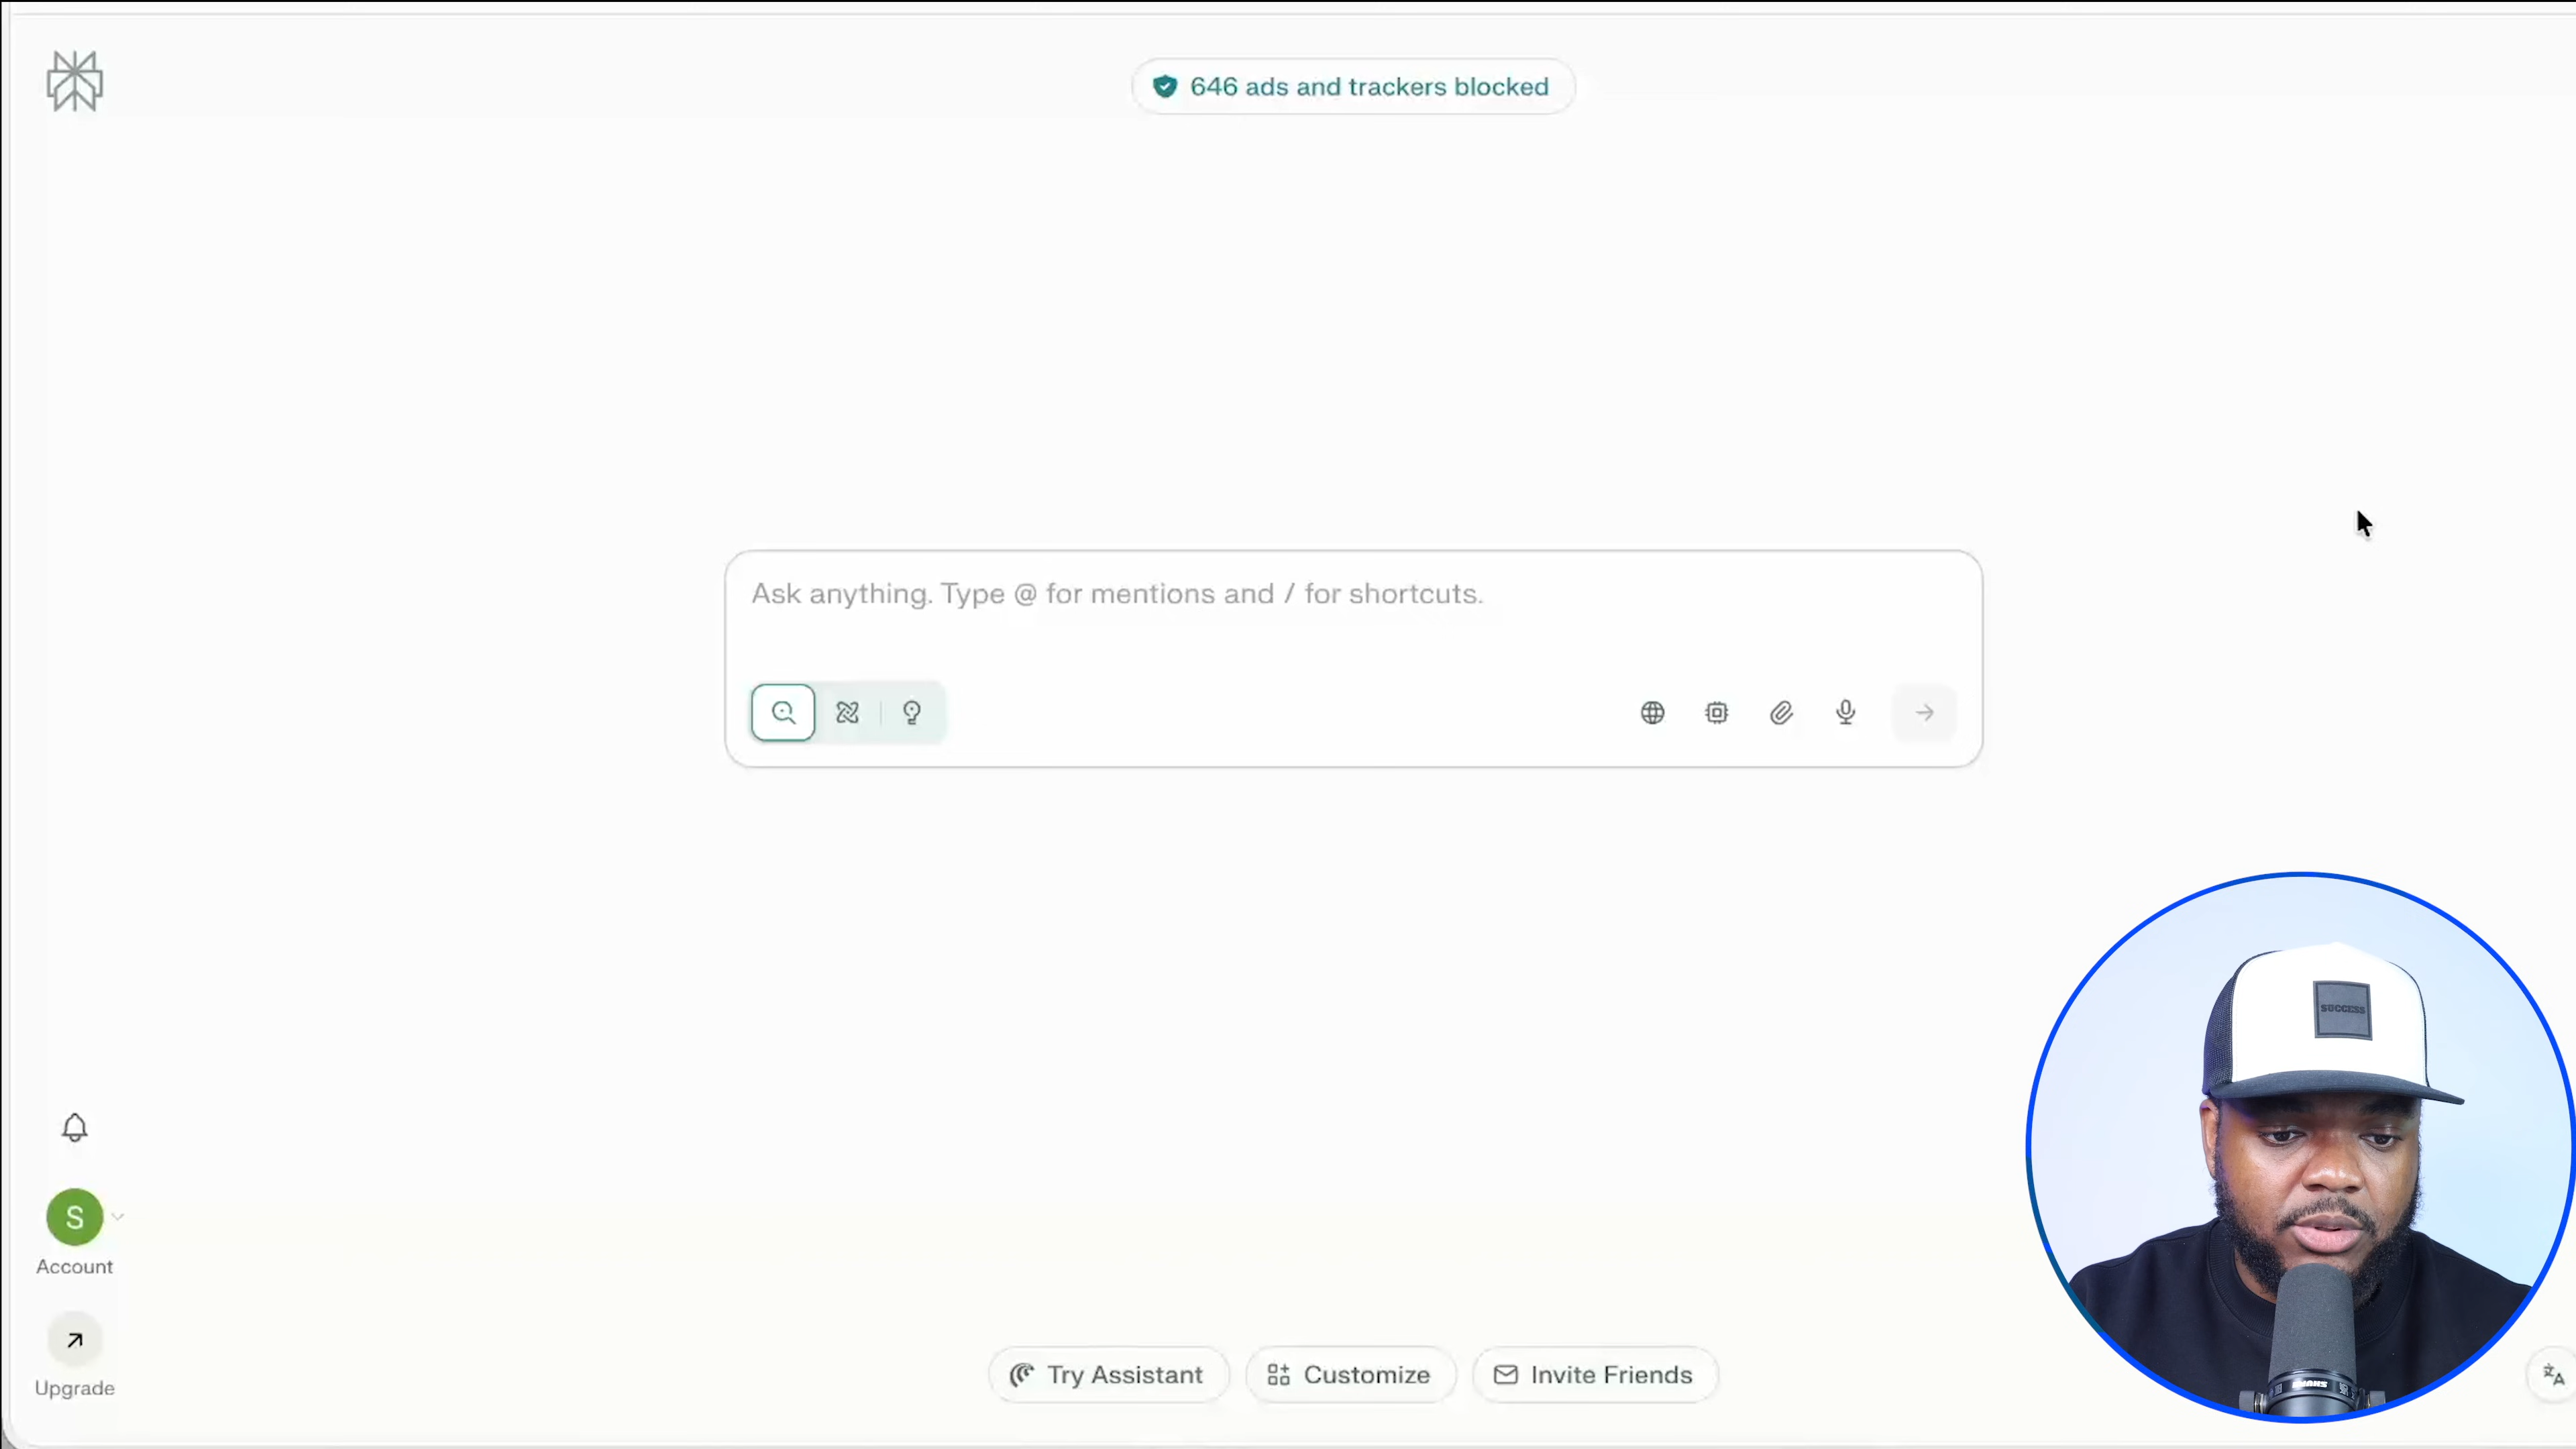 646 ads and trackers blocked
Ask anything. Type @ for mentions and / for shortcuts.
SUCCESS
S
Account
Upgrade
Try Assistant
Customize
Invite Friends